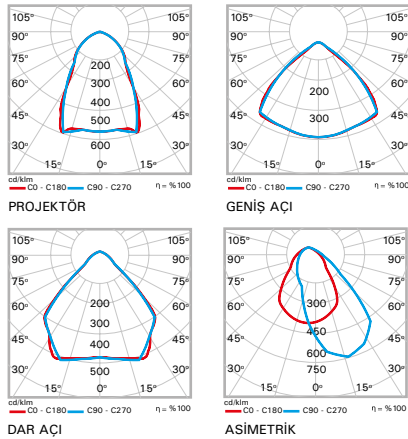 105° 105°
90° 90°
75° 200 75°
300
60° 400 60°
45° 500 45°
600
30° 15° 0° 15° 30°
cd/klm
C0 - C180 C90 - C270 η = %100
PROJEKTÖR
105° 105°
90° 90°
75° 75°
60° 200 60°
45° 300 45°
30° 15° 0° 15° 30°
cd/klm
C0 - C180 C90 - C270 η = %100
GENİŞ AÇI
105° 105°
90° 90°
75° 75°
60° 200 60°
300
45° 400 45°
500
30° 15° 0° 15° 30°
cd/klm
C0 - C180 C90 - C270 η = %100
DAR AÇI
105° 105°
90° 90°
75° 75°
60° 300 60°
45° 450 45°
600
750
30° 15° 0° 15° 30°
cd/klm
C0 - C180 C90 - C270 η = %100
ASİMETRİK